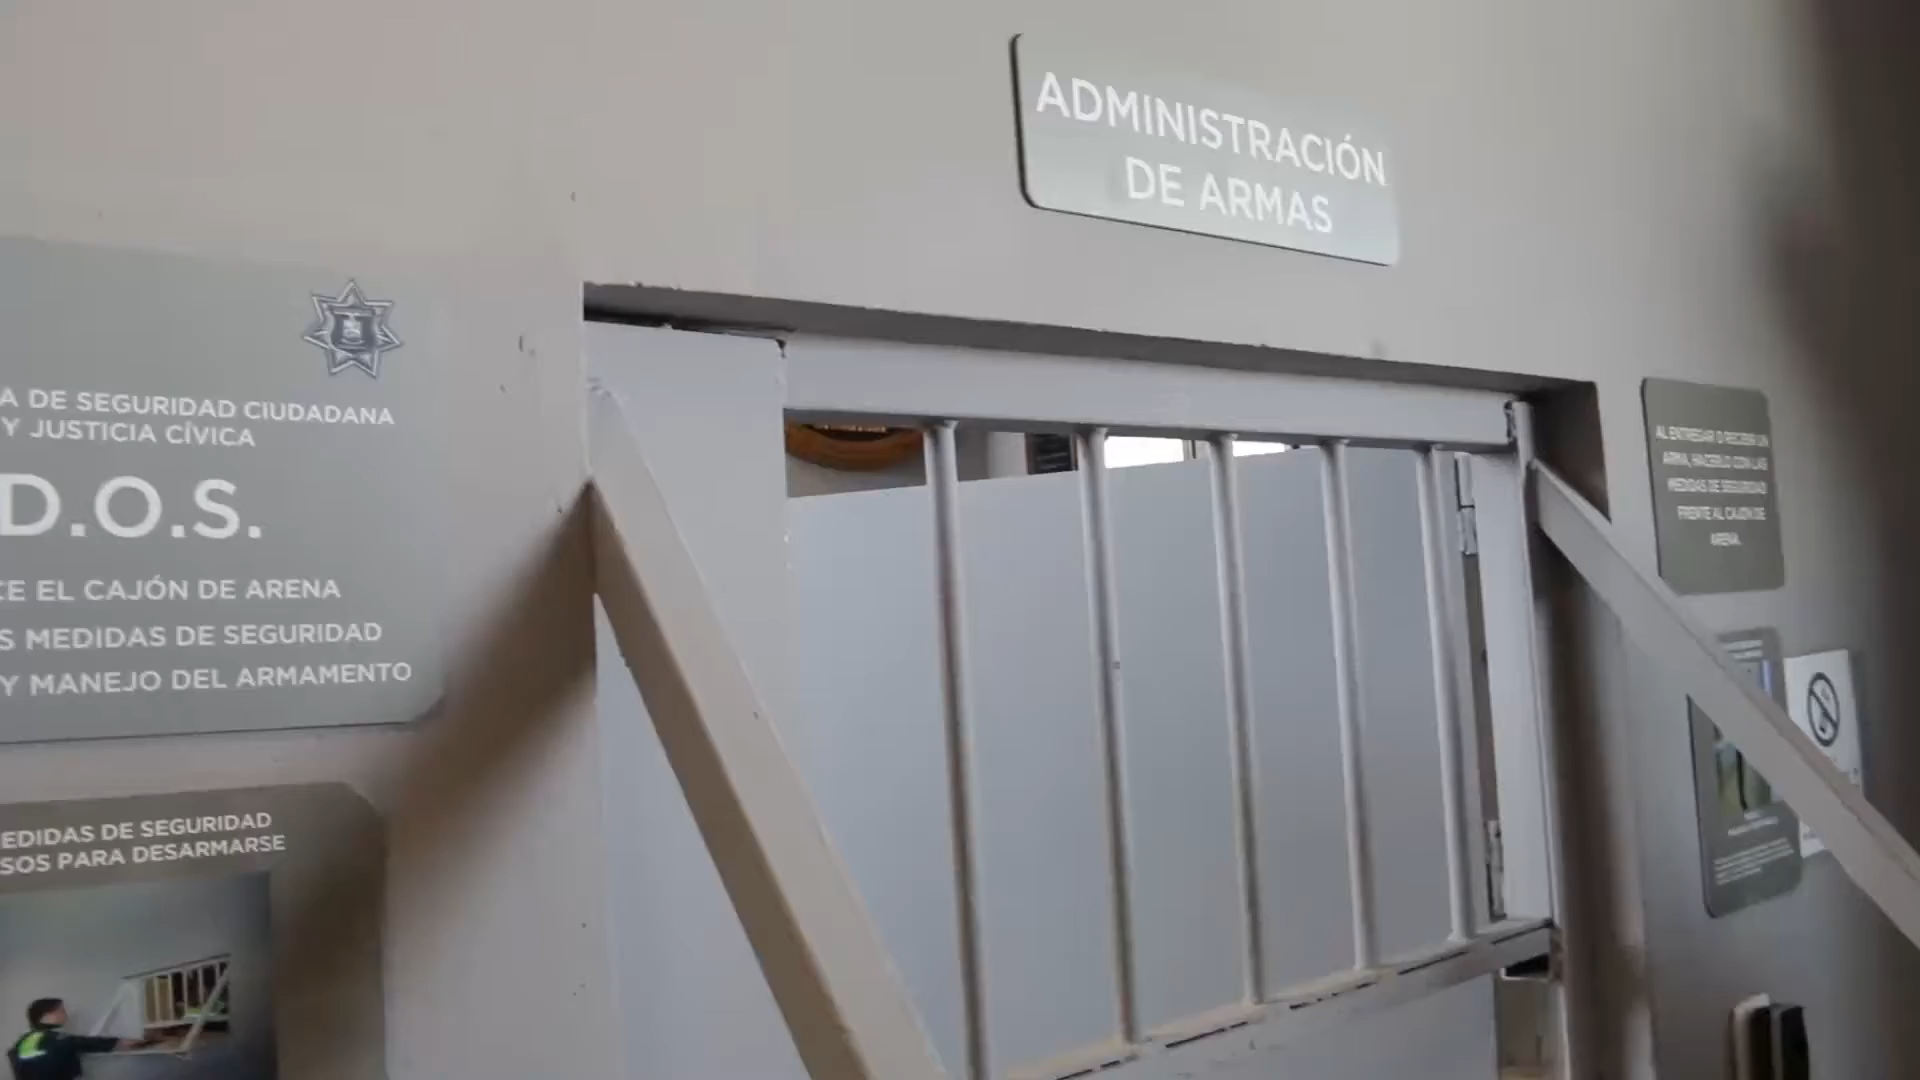 ADMINISTRACIÓN
DE ARMAS
A DE SEGURIDAD CIUDADANA
Y JUSTICIA CÍVICA
D.O.S.
CE EL CAJÓN DE ARENA
S MEDIDAS DE SEGURIDAD
Y MANEJO DEL ARMAMENTO
EDIDAS DE SEGURIDAD
SOS PARA DESARMARSE
AL ENTREGAR O RECIBIR UN
ARMA, HACERLO CON LAS
MEDIDAS DE SEGURIDAD
FRENTE AL CAJON DE
ARENA.